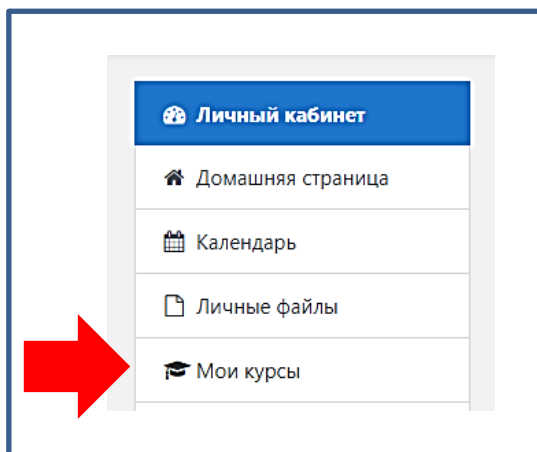 Личный кабинет
Домашняя страница
Календарь
Личные файлы
Мои курсы